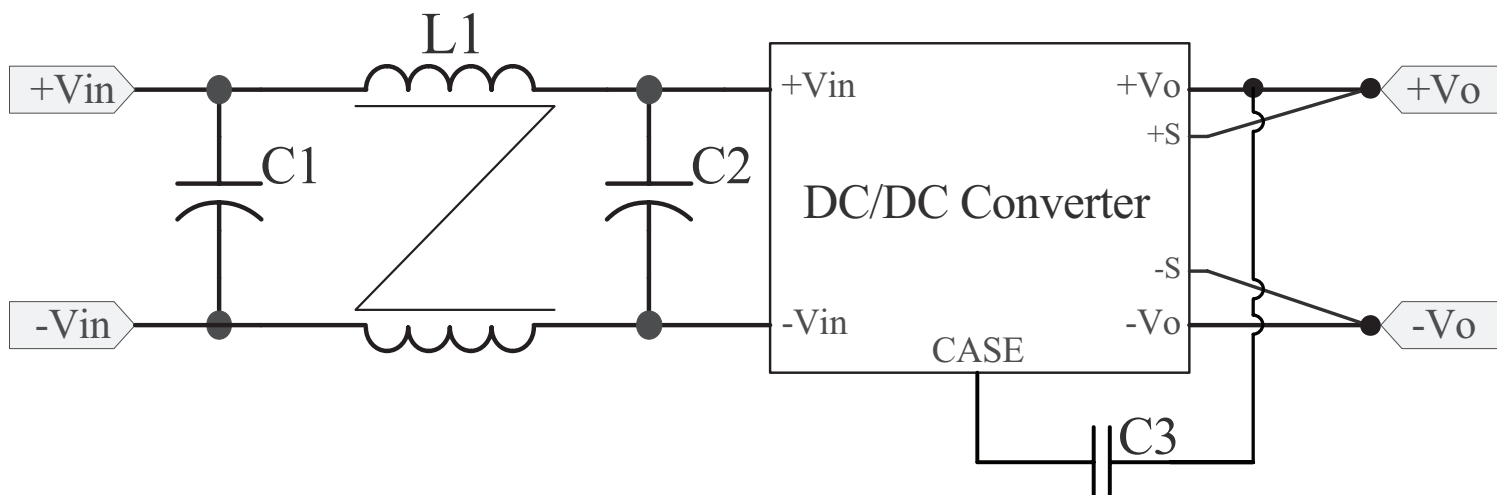 L1
+Vin
+Vin
+Vo
+Vo
+S
C1
C2
DC/DC Converter
-S
-Vin
-Vin
-Vo
-Vo
CASE
C3